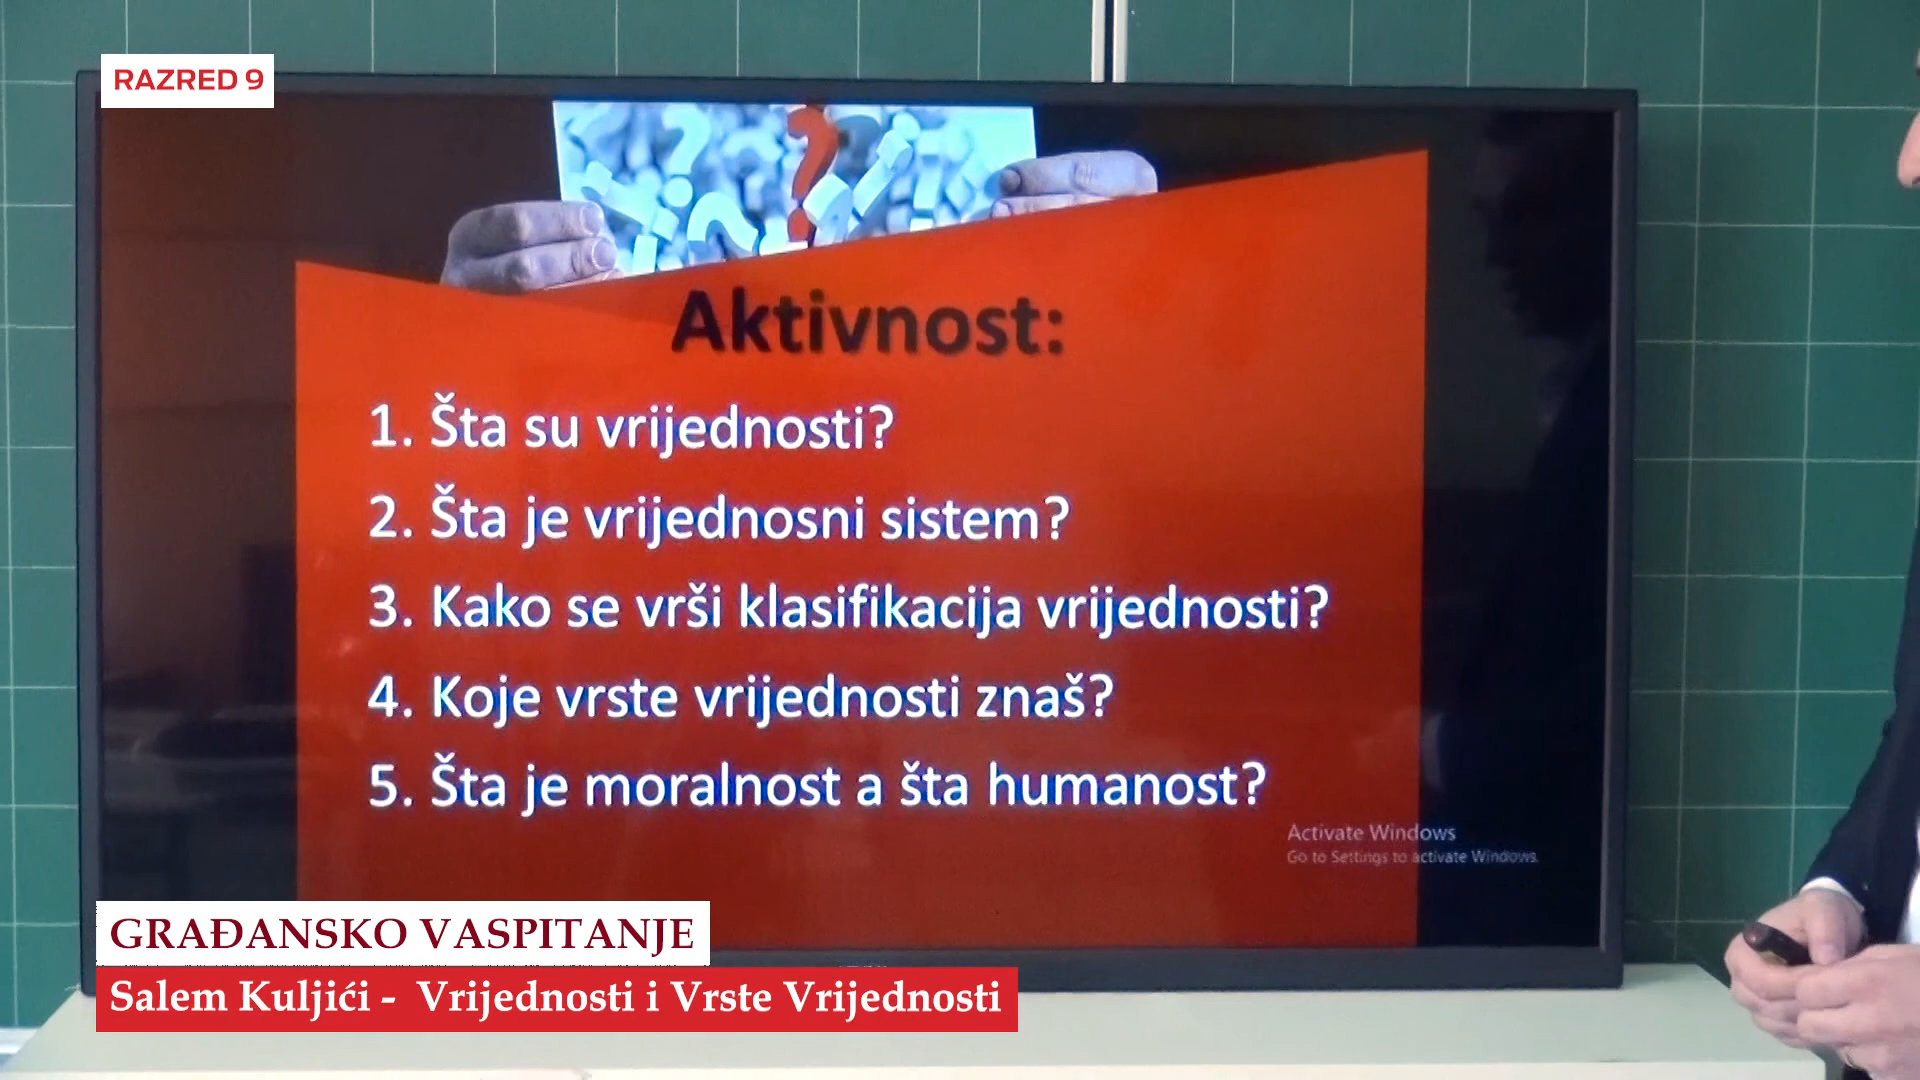 RAZRED 9
Aktivnost:
1. Šta su vrijednosti?
2. Šta je vrijednosni sistem?
3. Kako se vrši klasifikacija vrijednosti?
4. Koje vrste vrijednosti znaš?
5. Šta je moralnost a šta humanost?
Activate Windows
Go to Settings to activate Windows.
GRAĐANSKO VASPITANJE
Salem Kuljići - Vrijednosti i Vrste Vrijednosti